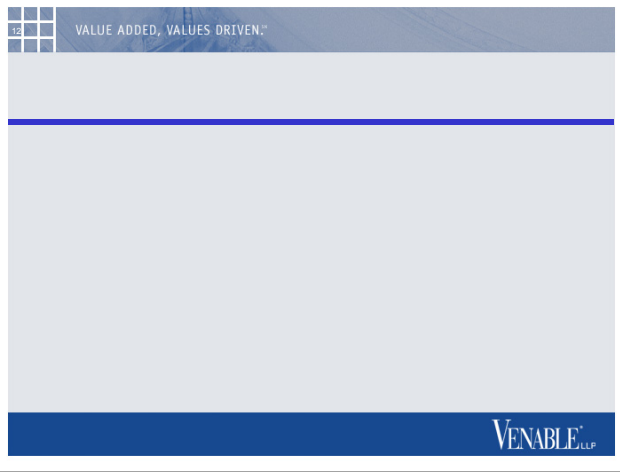 12
VALUE ADDED, VALUES DRIVEN.℠
VENABLE® LLP